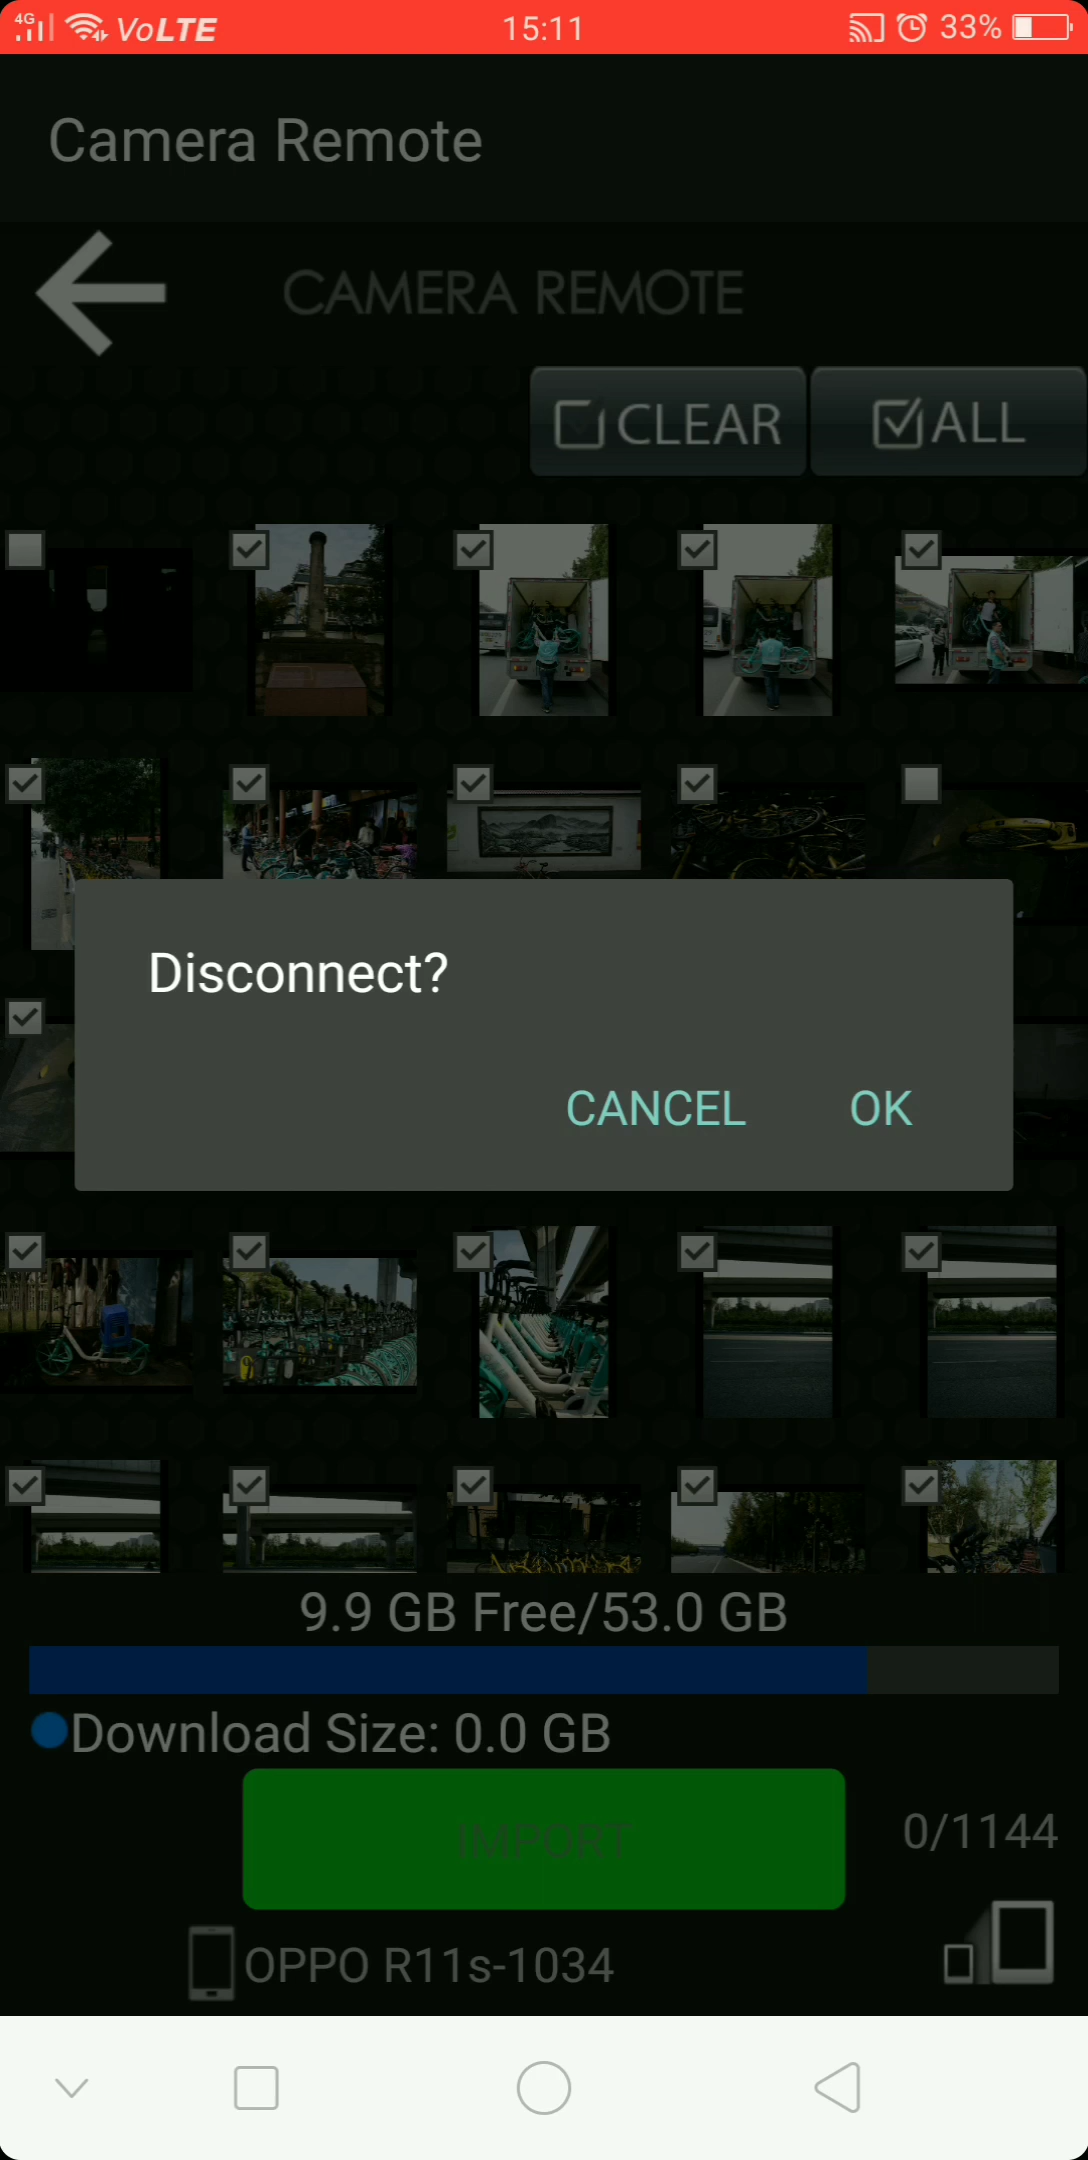 4G VoLTE 15:11 33%
Camera Remote
CAMERA REMOTE
CLEAR ALL
Disconnect?
CANCEL OK
9.9 GB Free/53.0 GB
Download Size: 0.0 GB
IMPORT
0/1144
OPPO R11s-1034